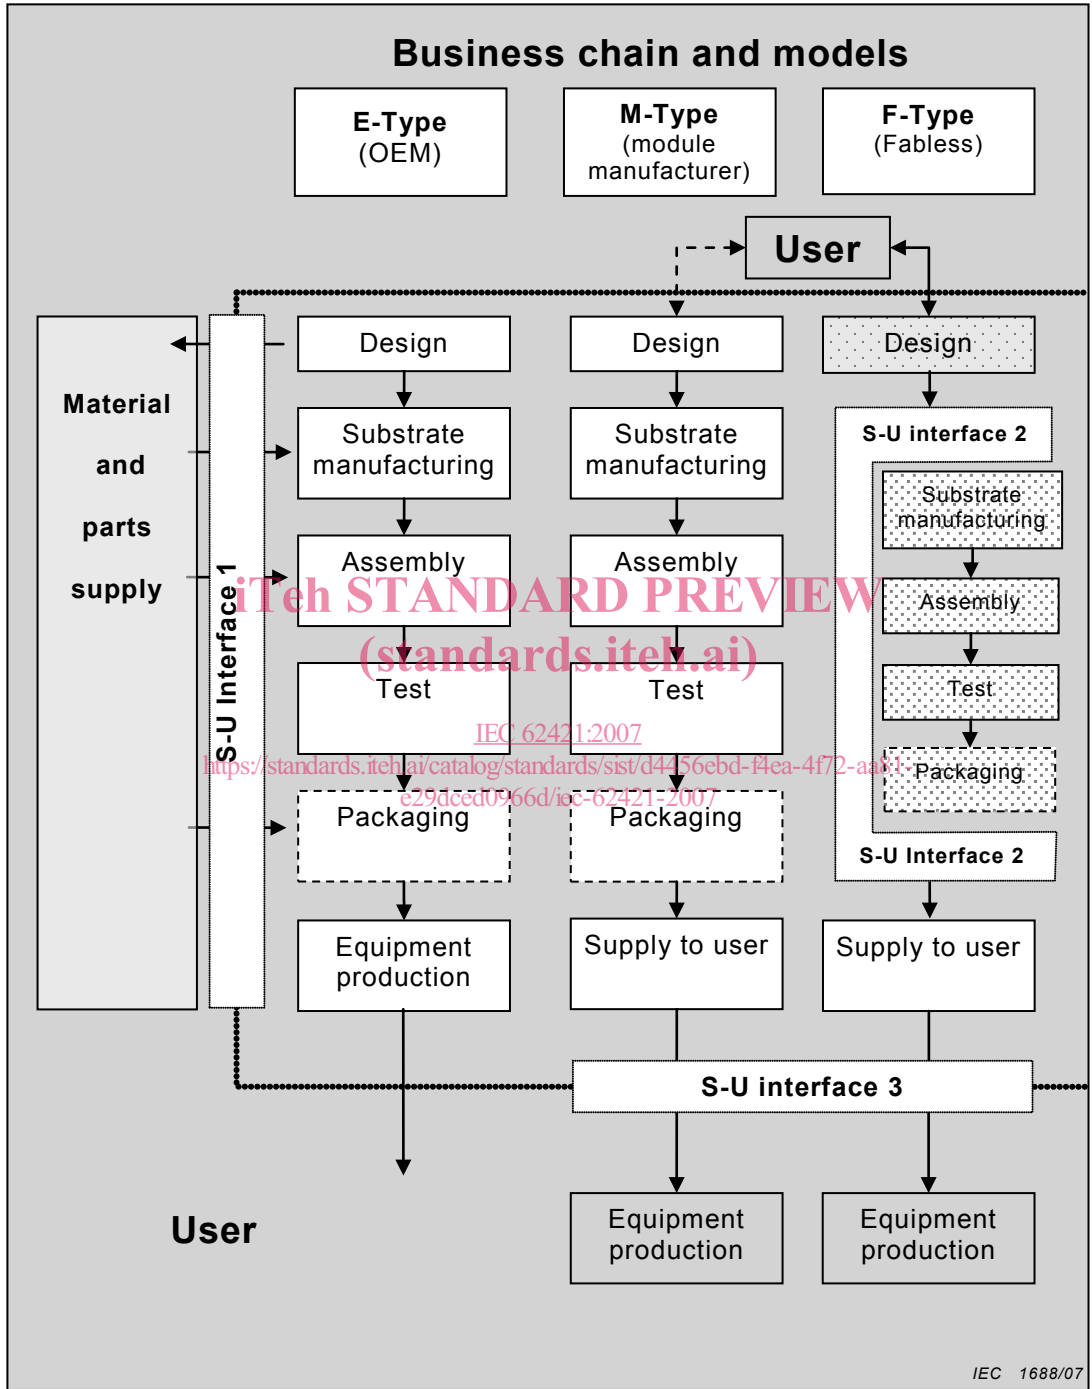 Business chain and models
E-Type
(OEM)
M-Type
(module
manufacturer)
F-Type
(Fabless)
User
Material
and
parts
supply
S-U Interface 1
Design
Substrate
manufacturing
Assembly
Test
Packaging
Equipment
production
Design
Substrate
manufacturing
Assembly
Test
Packaging
Supply to user
Design
S-U interface 2
Substrate
manufacturing
Assembly
Test
Packaging
S-U Interface 2
Supply to user
S-U interface 3
User
Equipment
production
Equipment
production
iTeh STANDARD PREVIEW
(standards.iteh.ai)
IEC 62421:2007
https://standards.iteh.ai/catalog/standards/sist/d4456ebd-f4ea-4f72-aa81-
e29dced0966d/iec-62421-2007
IEC 1688/07